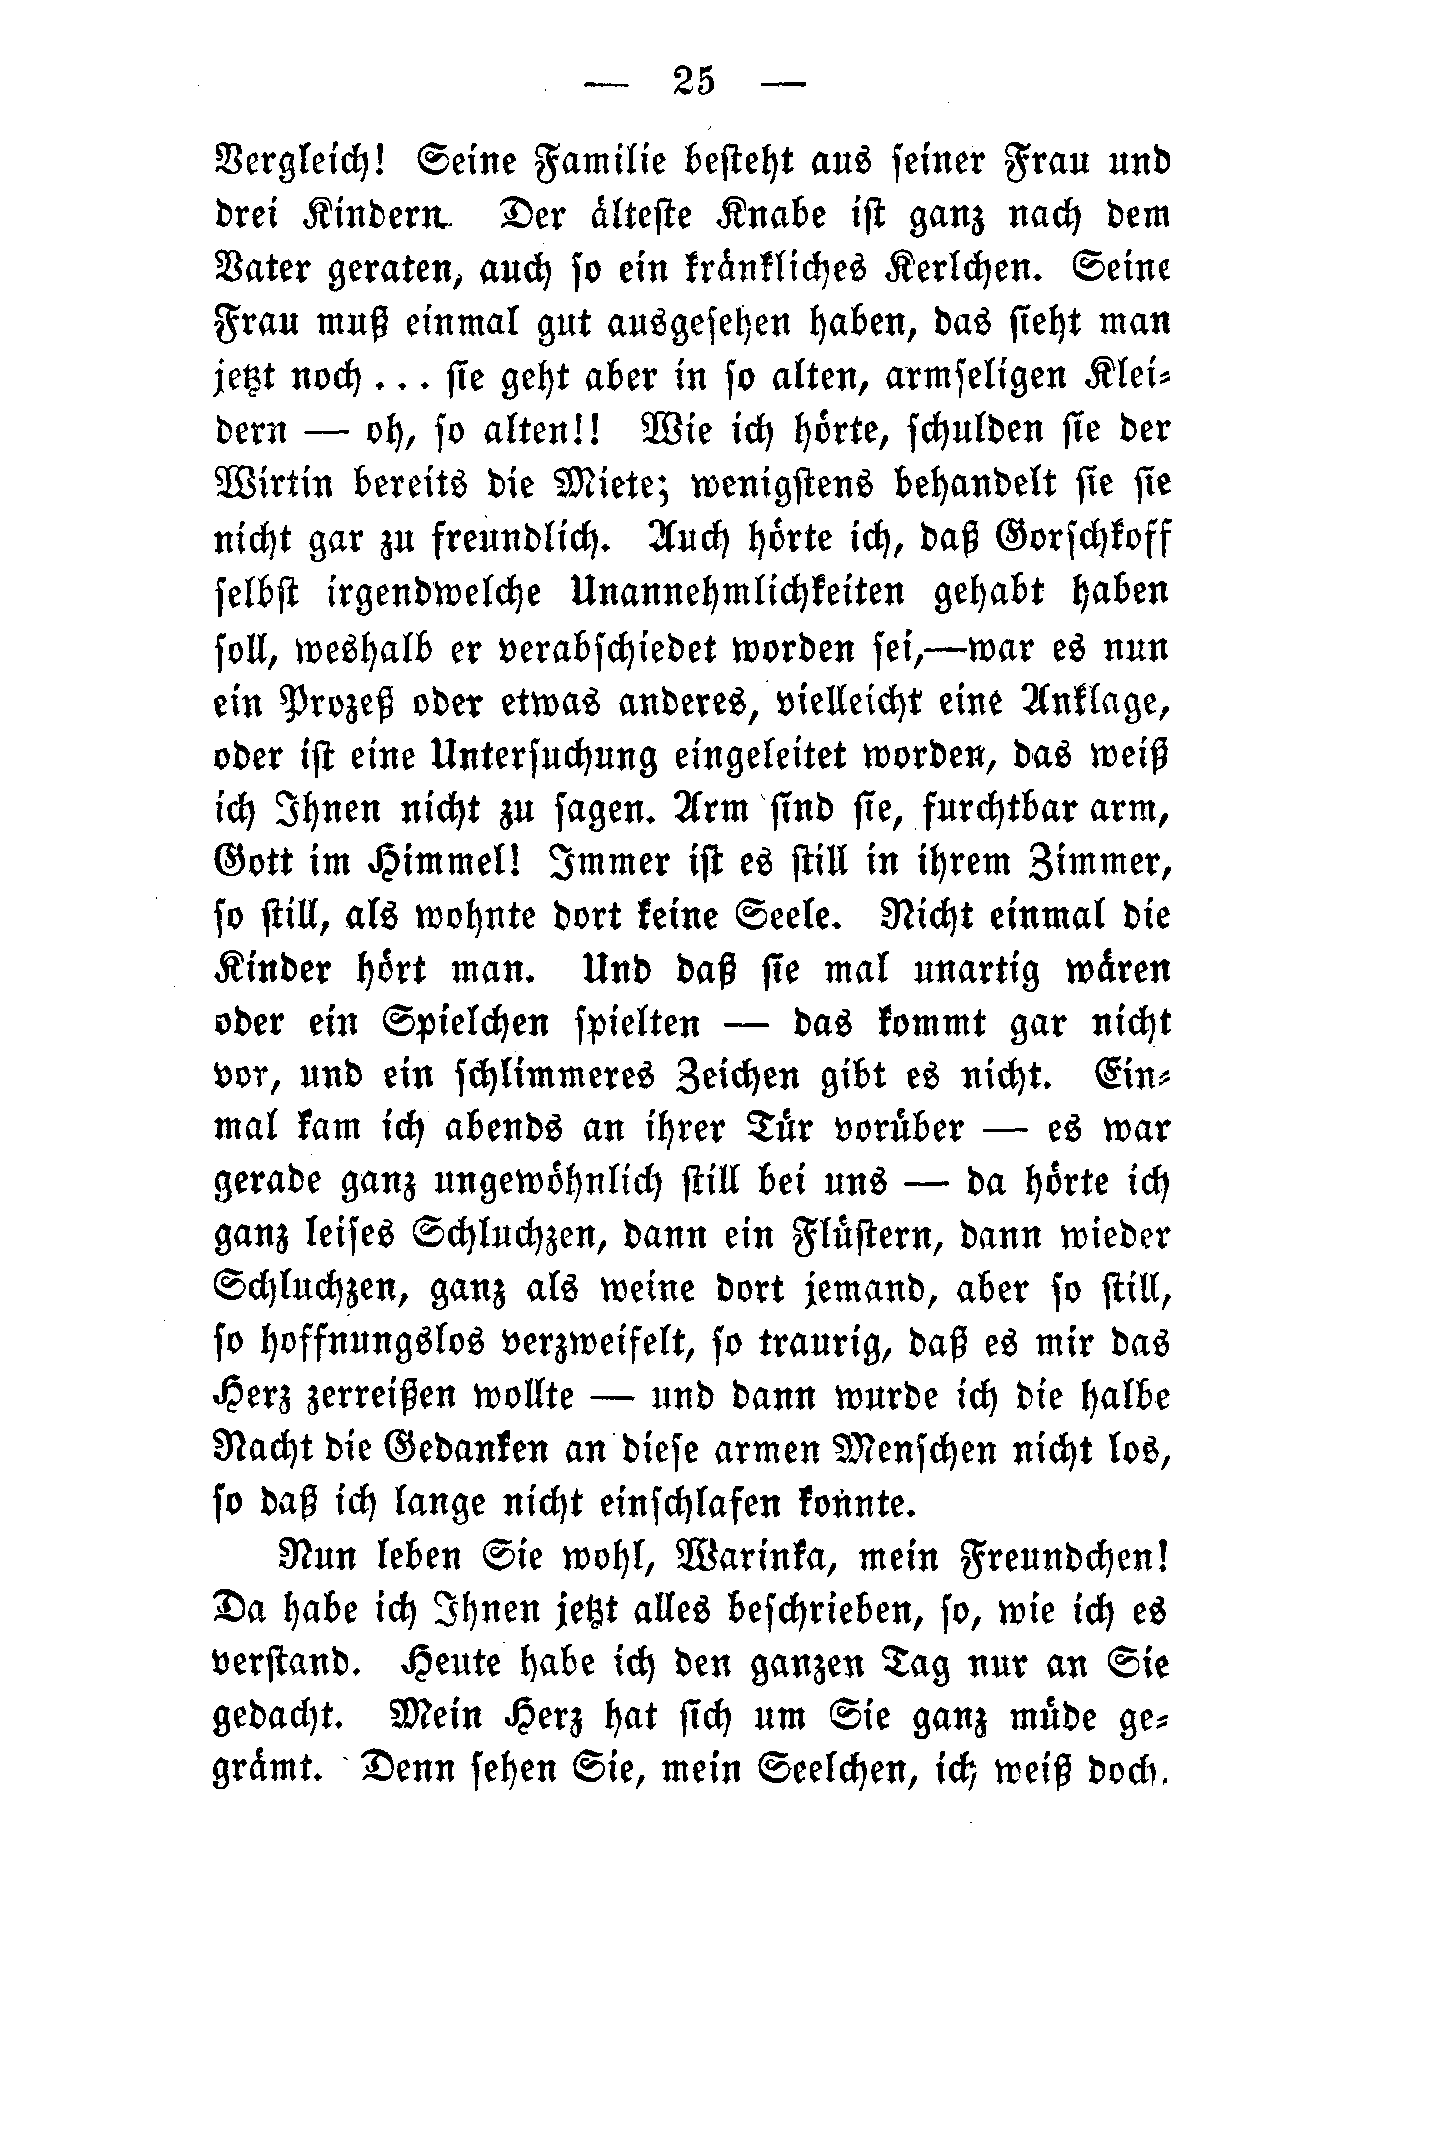 — 25 —
Vergleich! Seine Familie besteht aus seiner Frau und
drei Kindern. Der älteste Knabe ist ganz nach dem
Vater geraten, auch so ein kränkliches Kerlchen. Seine
Frau muß einmal gut ausgesehen haben, das sieht man
jetzt noch . . . sie geht aber in so alten, armseligen Klei-
dern — oh, so alten!! Wie ich hörte, schulden sie der
Wirtin bereits die Miete; wenigstens behandelt sie sie
nicht gar zu freundlich. Auch hörte ich, daß Gorschkoff
selbst irgendwelche Unannehmlichkeiten gehabt haben
soll, weshalb er verabschiedet worden sei,—war es nun
ein Prozeß oder etwas anderes, vielleicht eine Anklage,
oder ist eine Untersuchung eingeleitet worden, das weiß
ich Ihnen nicht zu sagen. Arm sind sie, furchtbar arm,
Gott im Himmel! Immer ist es still in ihrem Zimmer,
so still, als wohnte dort keine Seele. Nicht einmal die
Kinder hört man. Und daß sie mal unartig wären
oder ein Spielchen spielten — das kommt gar nicht
vor, und ein schlimmeres Zeichen gibt es nicht. Ein-
mal kam ich abends an ihrer Tür vorüber — es war
gerade ganz ungewöhnlich still bei uns — da hörte ich
ganz leises Schluchzen, dann ein Flüstern, dann wieder
Schluchzen, ganz als weine dort jemand, aber so still,
so hoffnungslos verzweifelt, so traurig, daß es mir das
Herz zerreißen wollte — und dann wurde ich die halbe
Nacht die Gedanken an diese armen Menschen nicht los,
so daß ich lange nicht einschlafen konnte.
Nun leben Sie wohl, Warinka, mein Freundchen!
Da habe ich Ihnen jetzt alles beschrieben, so, wie ich es
verstand. Heute habe ich den ganzen Tag nur an Sie
gedacht. Mein Herz hat sich um Sie ganz müde ge-
grämt. Denn sehen Sie, mein Seelchen, ich weiß doch.